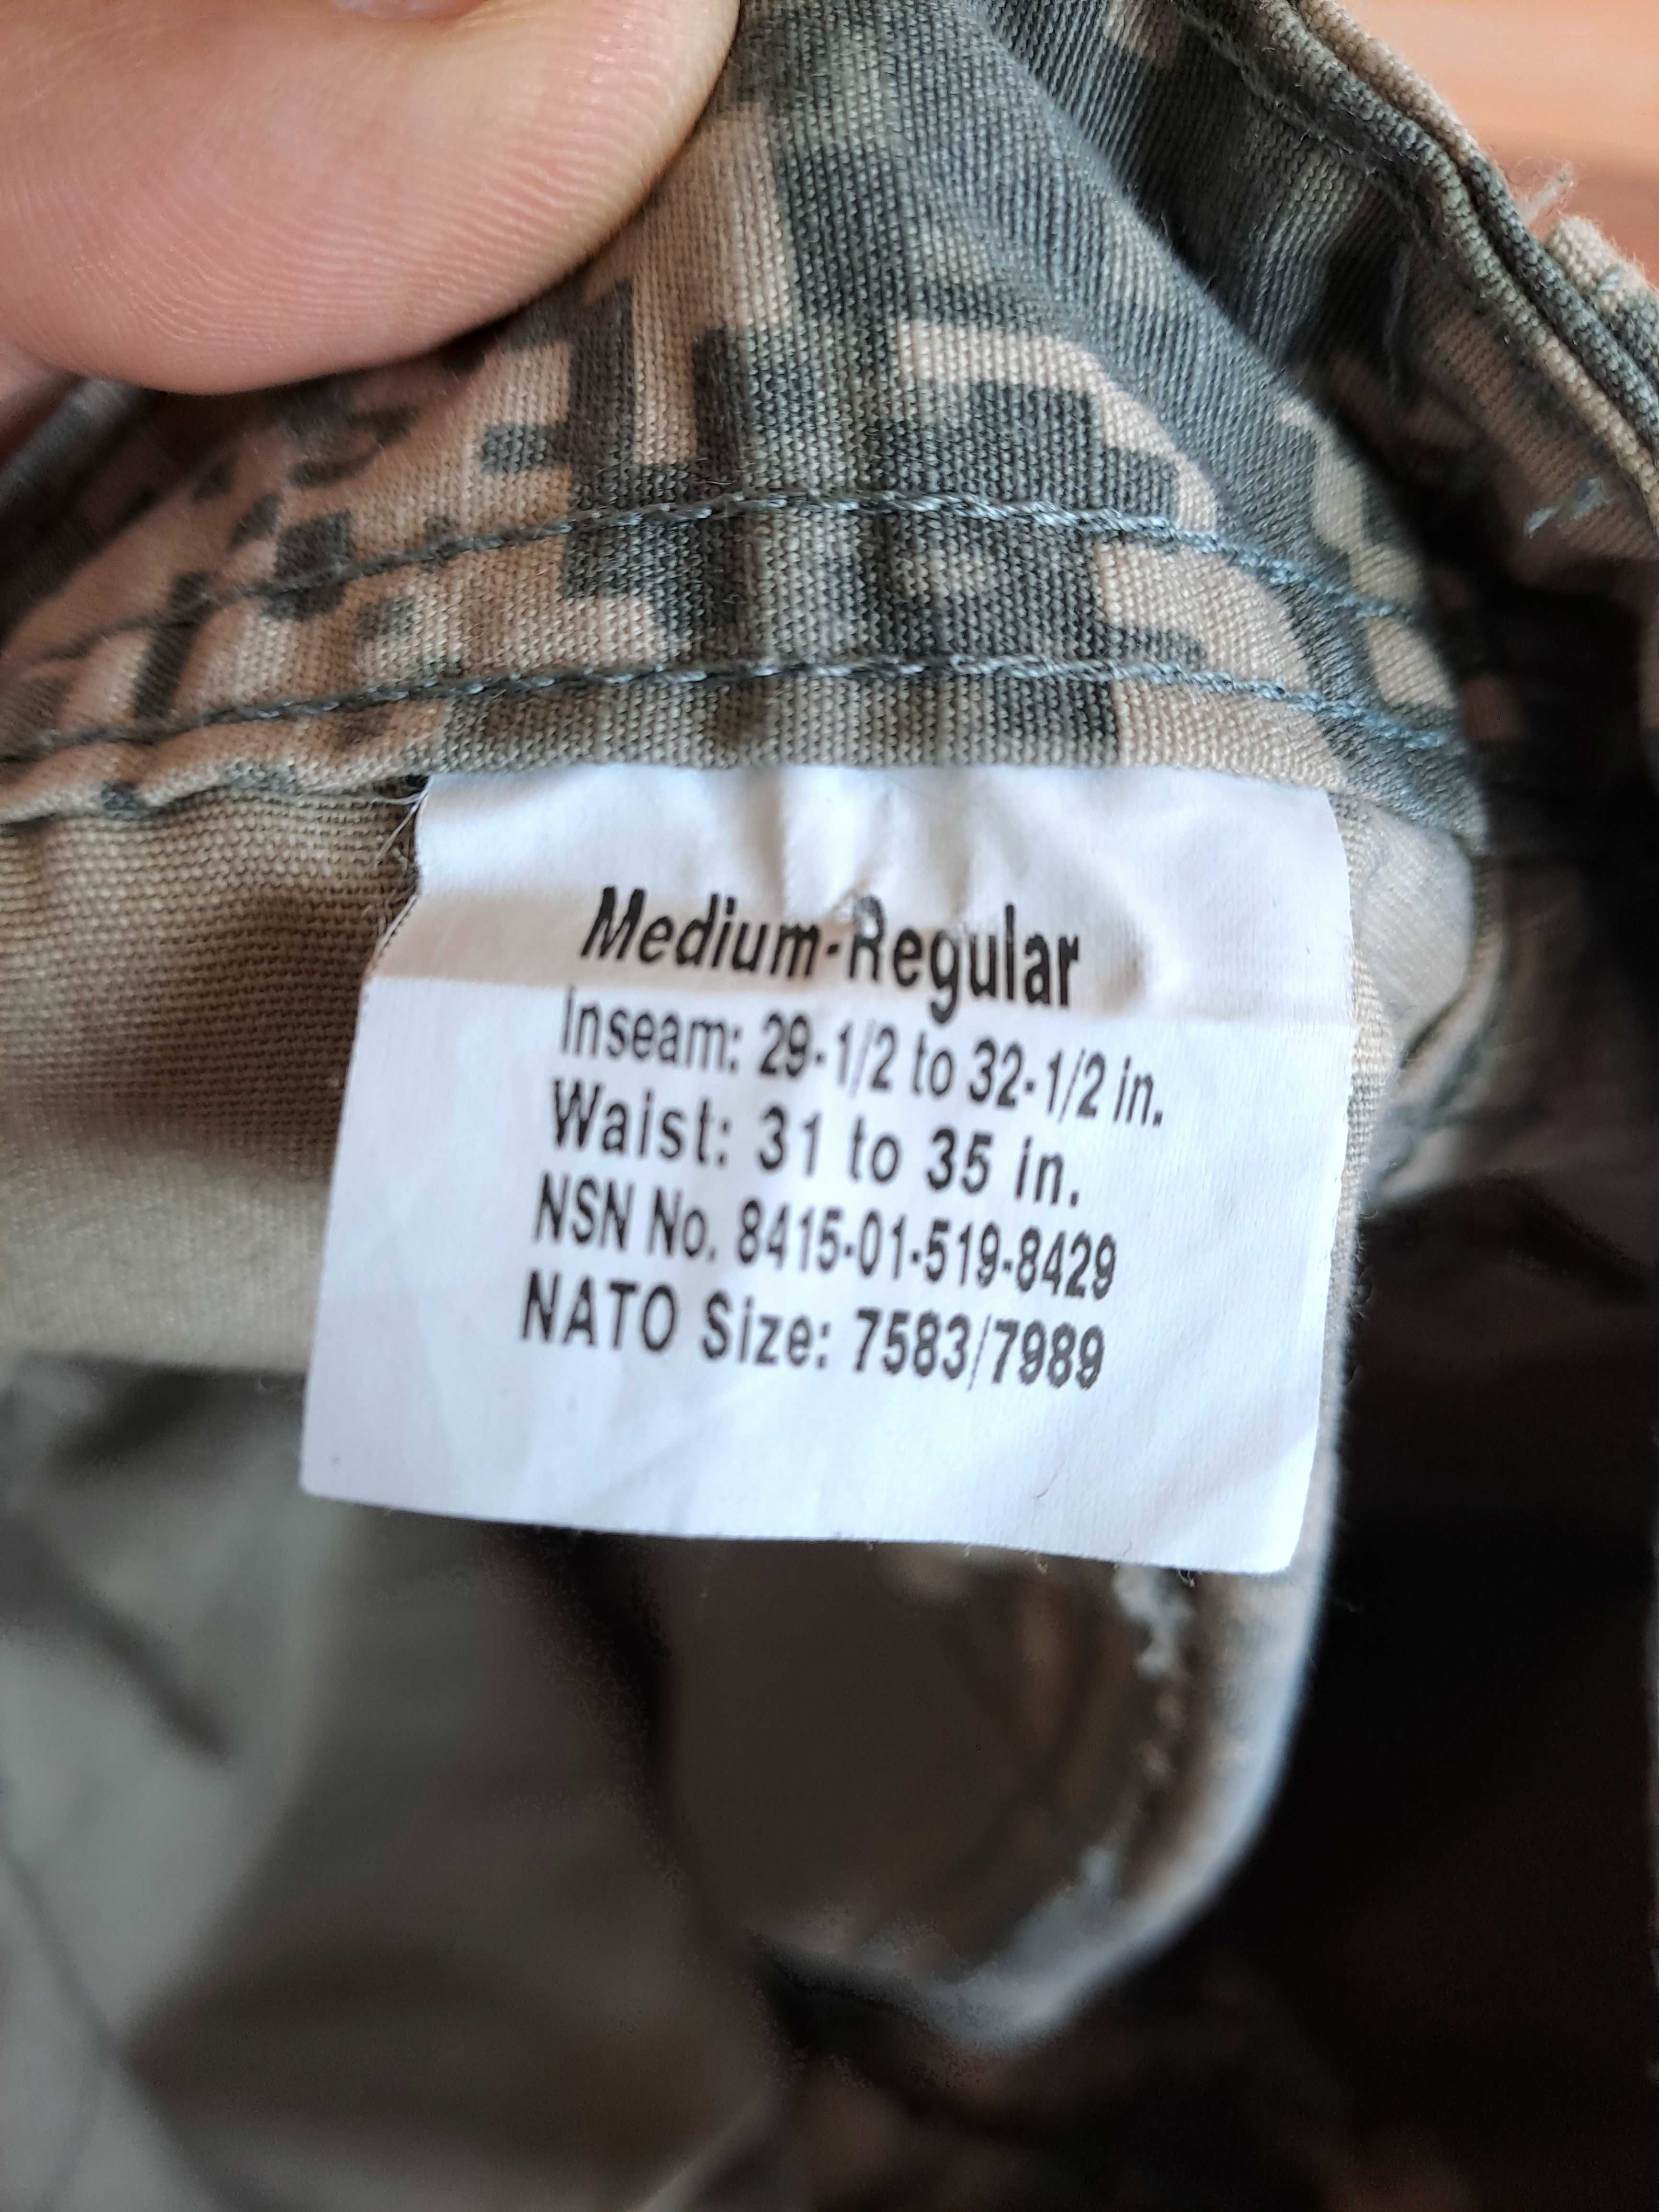 Medium-Regular
Inseam: 29-1/2 to 32-1/2 in.
Waist: 31 to 35 in.
NSN No. 8415-01-519-8429
NATO Size: 7583/7989